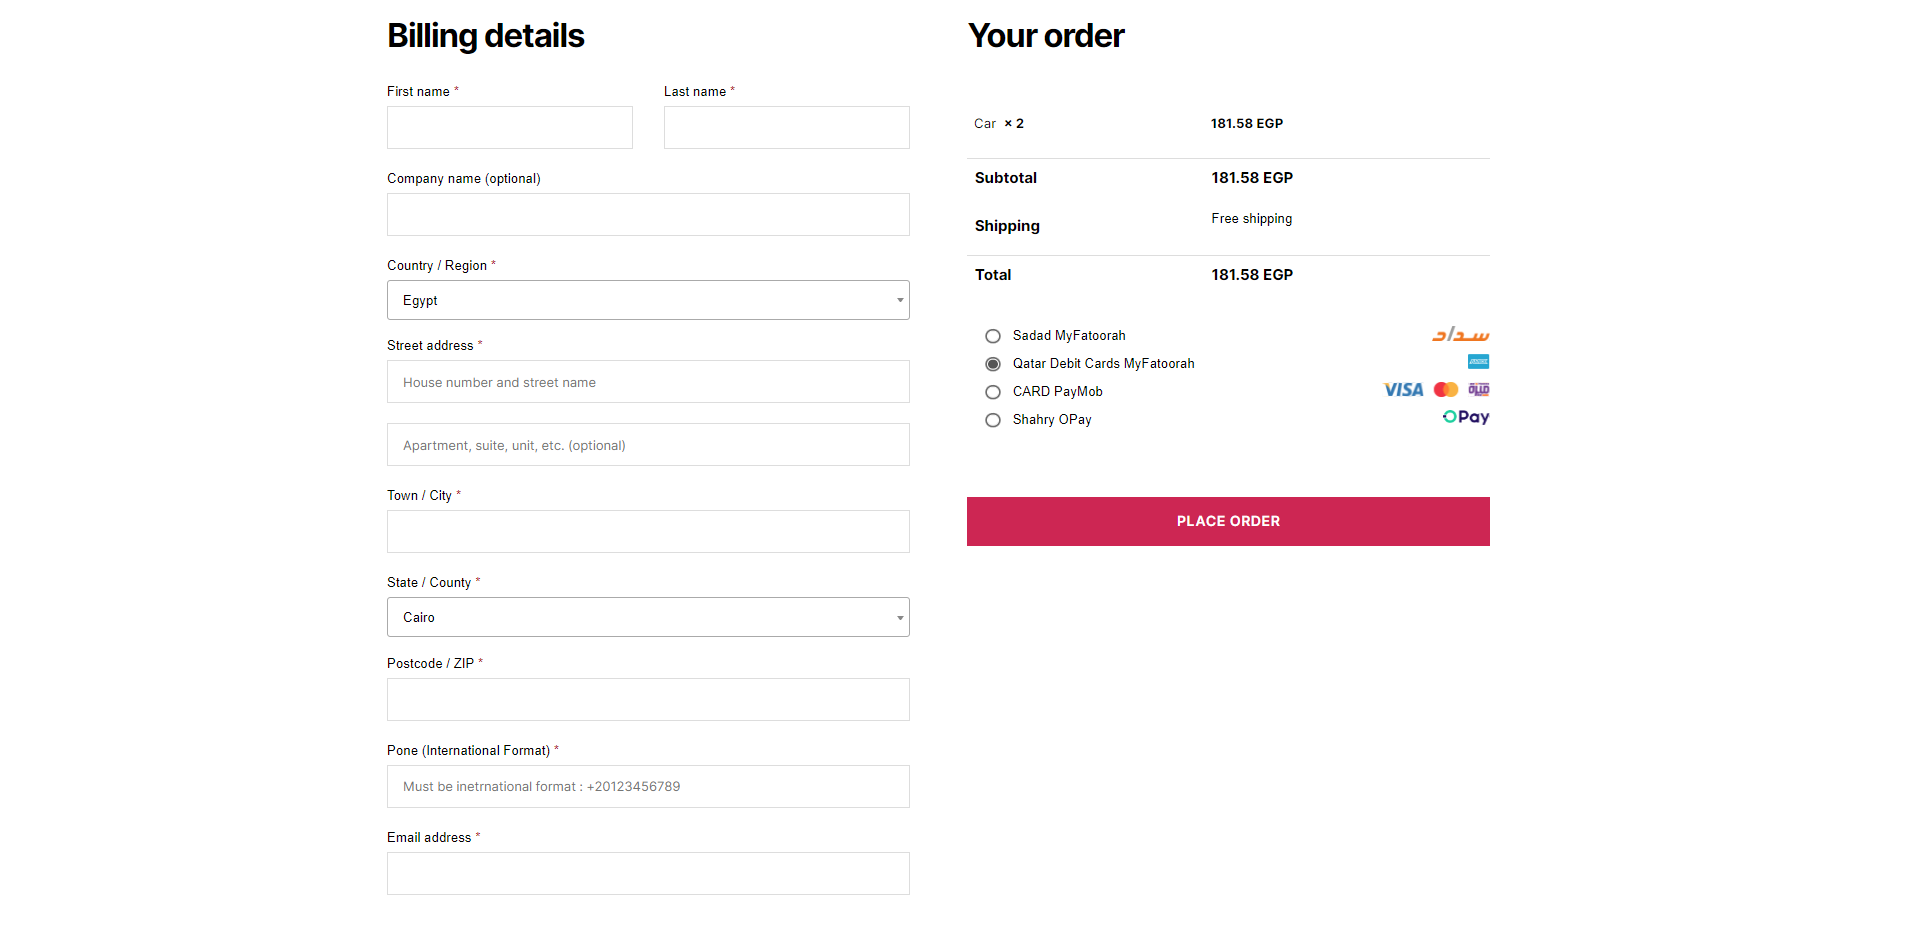 Billing details
First name *
Last name *
Company name (optional)
Country / Region *
Egypt
Street address *
House number and street name
Apartment, suite, unit, etc. (optional)
Town / City *
State / County *
Cairo
Postcode / ZIP *
Pone (International Format) *
Must be inetrnational format : +20123456789
Email address *
Your order
Car × 2 181.58 EGP
Subtotal 181.58 EGP
Shipping Free shipping
Total 181.58 EGP
Sadad MyFatoorah سداد
Qatar Debit Cards MyFatoorah
CARD PayMob VISA
Shahry OPay OPay
PLACE ORDER